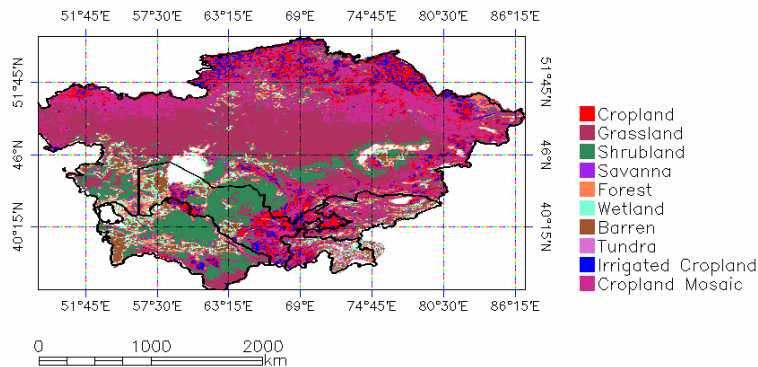 51°45'E 57°30'E 63°15'E 69°E 74°45'E 80°30'E 86°15'E
51°45'N 51°45'N
46°N 46°N
40°15'N 40°15'N
51°45'E 57°30'E 63°15'E 69°E 74°45'E 80°30'E 86°15'E
Cropland
Grassland
Shrubland
Savanna
Forest
Wetland
Barren
Tundra
Irrigated Cropland
Cropland Mosaic
0 1000 2000
km